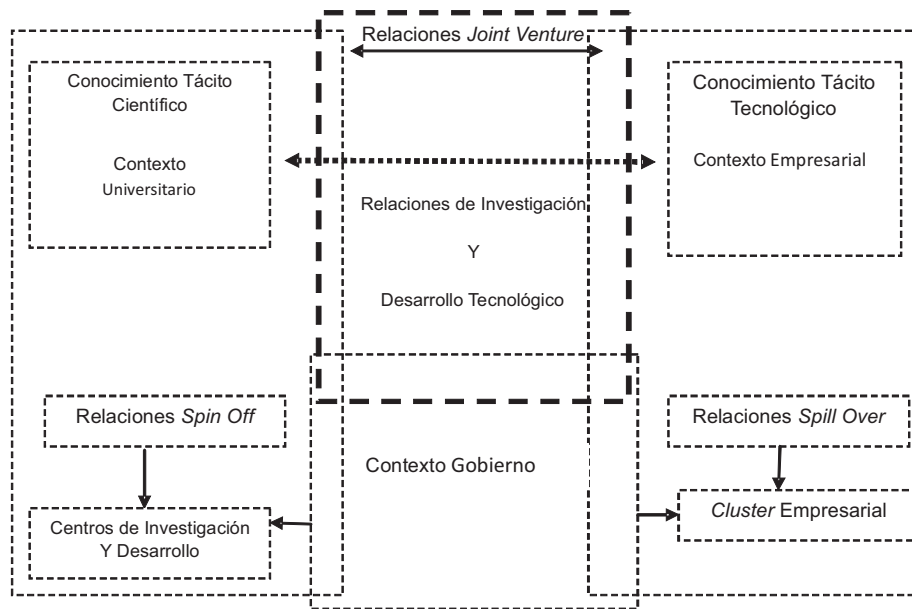 Relaciones Joint Venture
Conocimiento Tácito
Científico
Contexto
Universitario
Conocimiento Tácito
Tecnológico
Contexto Empresarial
Relaciones de Investigación
Y
Desarrollo Tecnológico
Relaciones Spin Off
Relaciones Spill Over
Contexto Gobierno
Centros de Investigación
Y Desarrollo
Cluster Empresarial